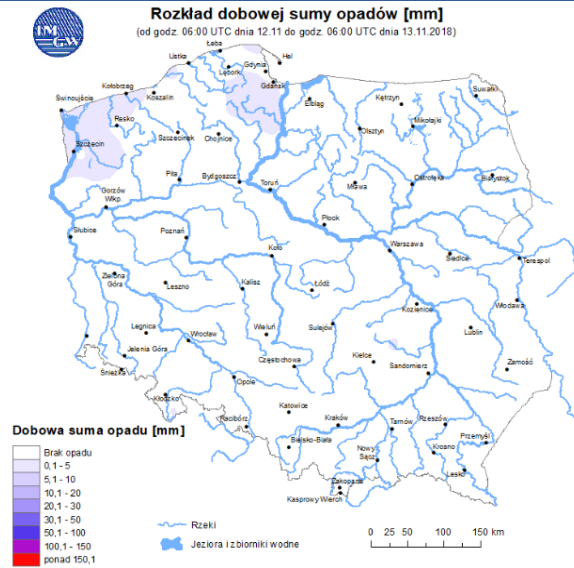 IMGW
Rozkład dobowej sumy opadów [mm]
(od godz. 06:00 UTC dnia 12.11 do godz. 06:00 UTC dnia 13.11.2018)
Łeba
Ustka
Hel
Gdynia
Lębork
Gdańsk
Kołobrzeg
Koszalin
Suwałki
Świnoujście
Elbląg
Kętrzyn
Resko
Mikołajki
Szczecinek
Chojnice
Olsztyn
Szczecin
Piła
Bydgoszcz
Toruń
Mława
Ostrołęka
Białystok
Gorzów
Wlkp.
Płock
Słubice
Poznań
Warszawa
Koło
Siedlce
Terespol
Zielona
Góra
Leszno
Kalisz
Łódź
Włodawa
Kozienice
Legnica
Wrocław
Wieluń
Sulejów
Lublin
Jelenia Góra
Kielce
Zamość
Śnieżka
Częstochowa
Sandomierz
Opole
Kłodzko
Katowice
Racibórz
Kraków
Tarnów
Rzeszów
Przemyśl
Bielsko-Biała
Nowy
Sącz
Krosno
Lesko
Zakopane
Kasprowy Wierch
Dobowa suma opadu [mm]
Brak opadu
0,1 - 5
5,1 - 10
10,1 - 20
20,1 - 30
30,1 - 50
50,1 - 100
100,1 - 150
ponad 150,1
Rzeki
Jeziora i zbiorniki wodne
0 25 50 100 150 km